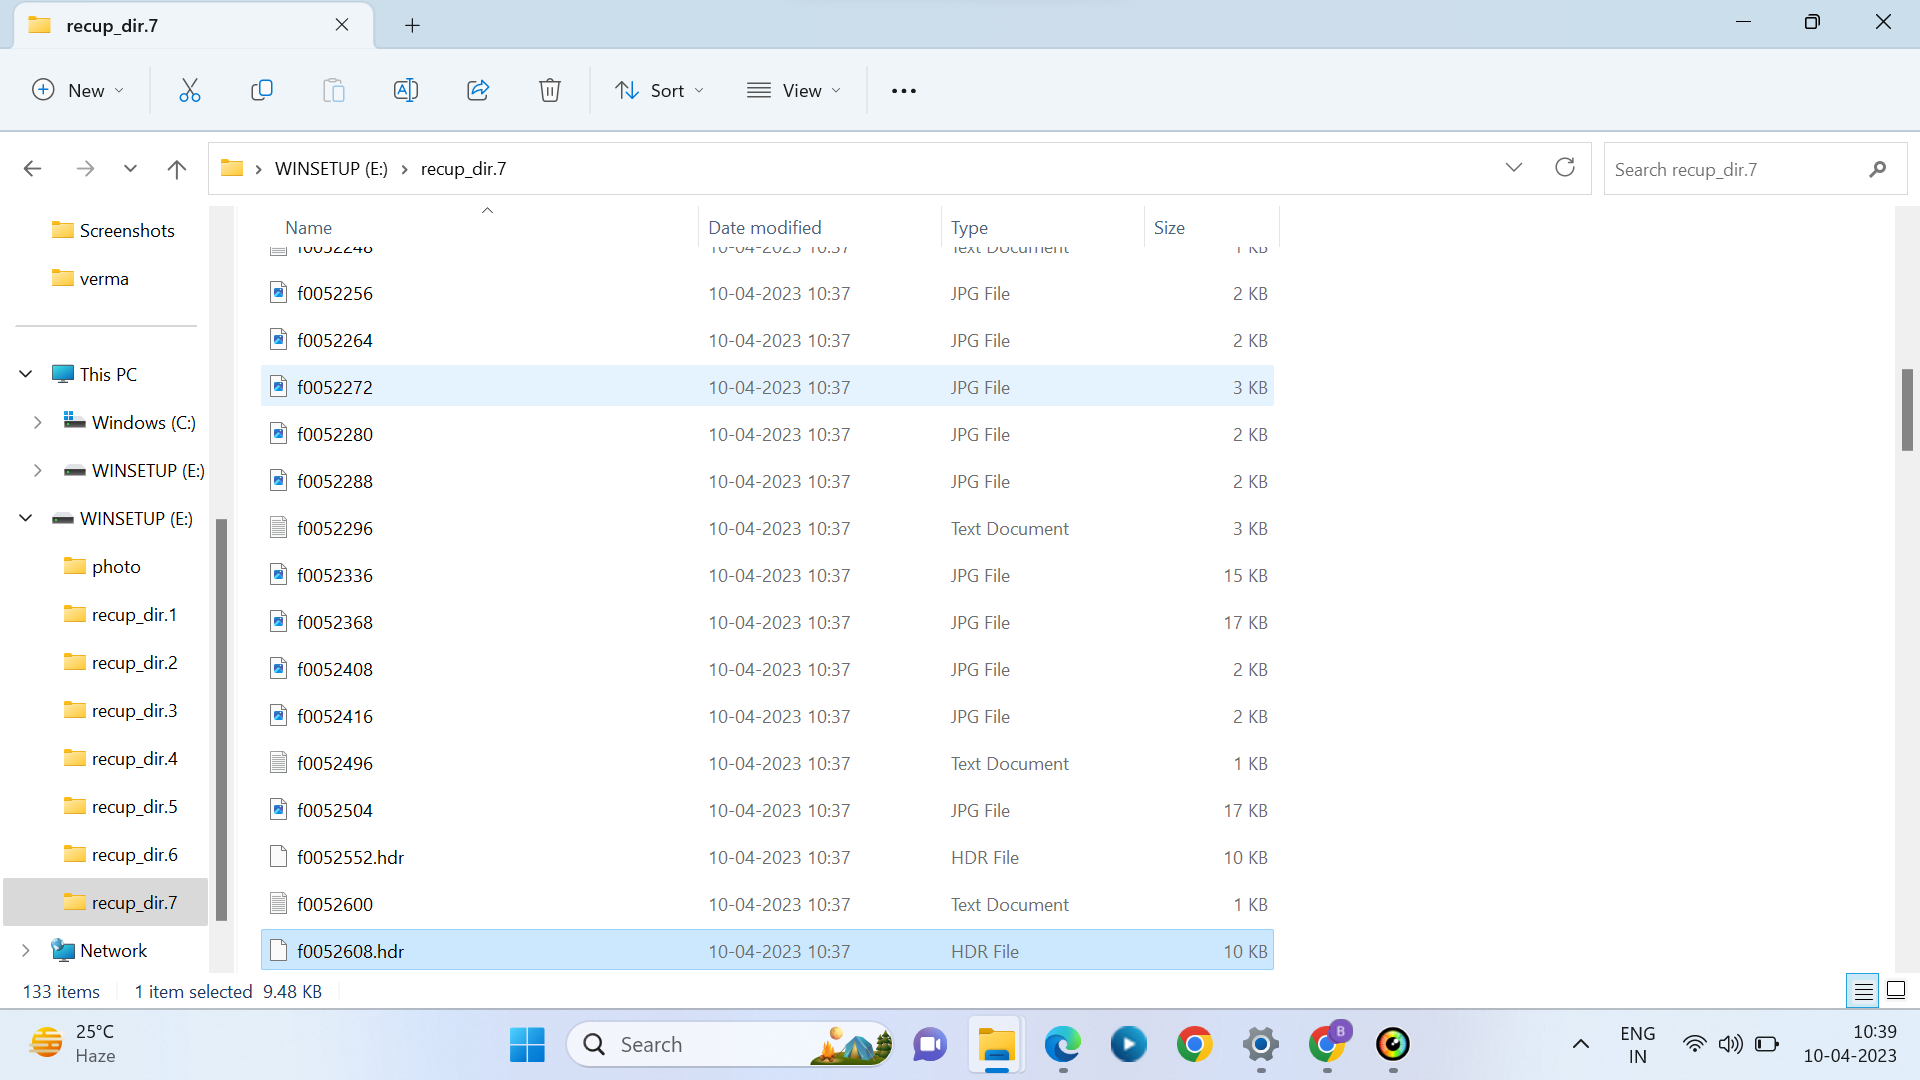 recup_dir.7
New
Sort
View
WINSETUP (E:)
recup_dir.7
Search recup_dir.7
Screenshots
verma
This PC
Windows (C:)
WINSETUP (E:)
WINSETUP (E:)
photo
recup_dir.1
recup_dir.2
recup_dir.3
recup_dir.4
recup_dir.5
recup_dir.6
recup_dir.7
Network
Name Date modified Type Size
f0052248 10-04-2023 10:37 Text Document 1 KB
f0052256 10-04-2023 10:37 JPG File 2 KB
f0052264 10-04-2023 10:37 JPG File 2 KB
f0052272 10-04-2023 10:37 JPG File 3 KB
f0052280 10-04-2023 10:37 JPG File 2 KB
f0052288 10-04-2023 10:37 JPG File 2 KB
f0052296 10-04-2023 10:37 Text Document 3 KB
f0052336 10-04-2023 10:37 JPG File 15 KB
f0052368 10-04-2023 10:37 JPG File 17 KB
f0052408 10-04-2023 10:37 JPG File 2 KB
f0052416 10-04-2023 10:37 JPG File 2 KB
f0052496 10-04-2023 10:37 Text Document 1 KB
f0052504 10-04-2023 10:37 JPG File 17 KB
f0052552.hdr 10-04-2023 10:37 HDR File 10 KB
f0052600 10-04-2023 10:37 Text Document 1 KB
f0052608.hdr 10-04-2023 10:37 HDR File 10 KB
133 items 1 item selected 9.48 KB
25°C
Haze
Search
B
ENG
IN
10:39
10-04-2023